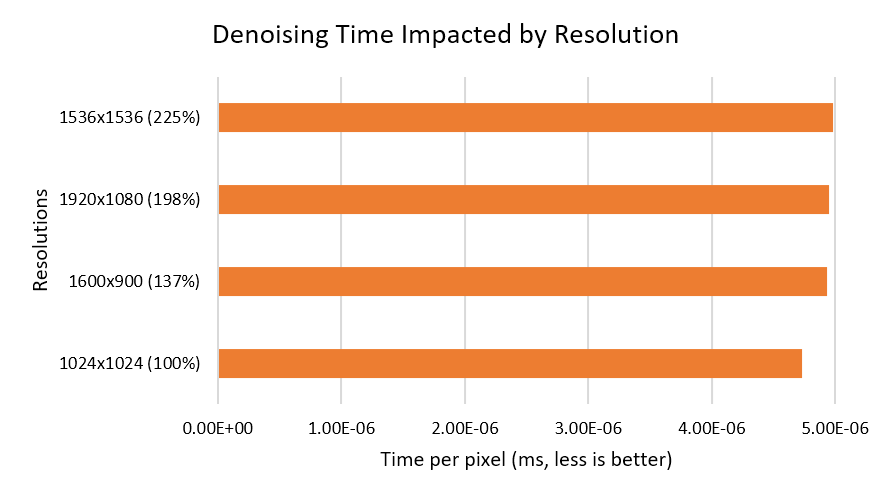 Denoising Time Impacted by Resolution
Resolutions
1536x1536 (225%)
1920x1080 (198%)
1600x900 (137%)
1024x1024 (100%)
0.00E+00 1.00E-06 2.00E-06 3.00E-06 4.00E-06 5.00E-06
Time per pixel (ms, less is better)